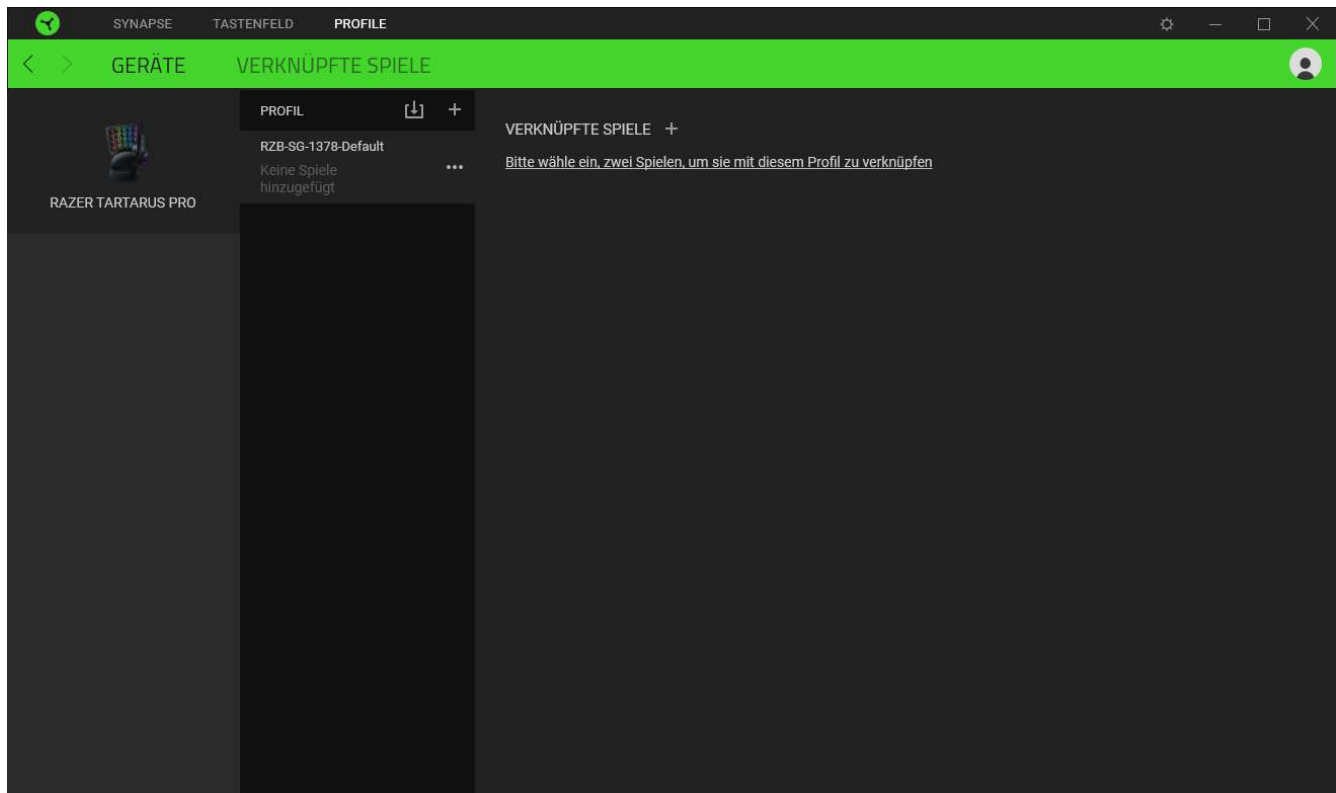 SYNAPSE TASTENFELD PROFILE
GERÄTE VERKNÜPFTE SPIELE
PROFIL
RZB-SG-1378-Default
Keine Spiele
hinzugefügt
RAZER TARTARUS PRO
VERKNÜPFTE SPIELE +
Bitte wähle ein, zwei Spielen, um sie mit diesem Profil zu verknüpfen